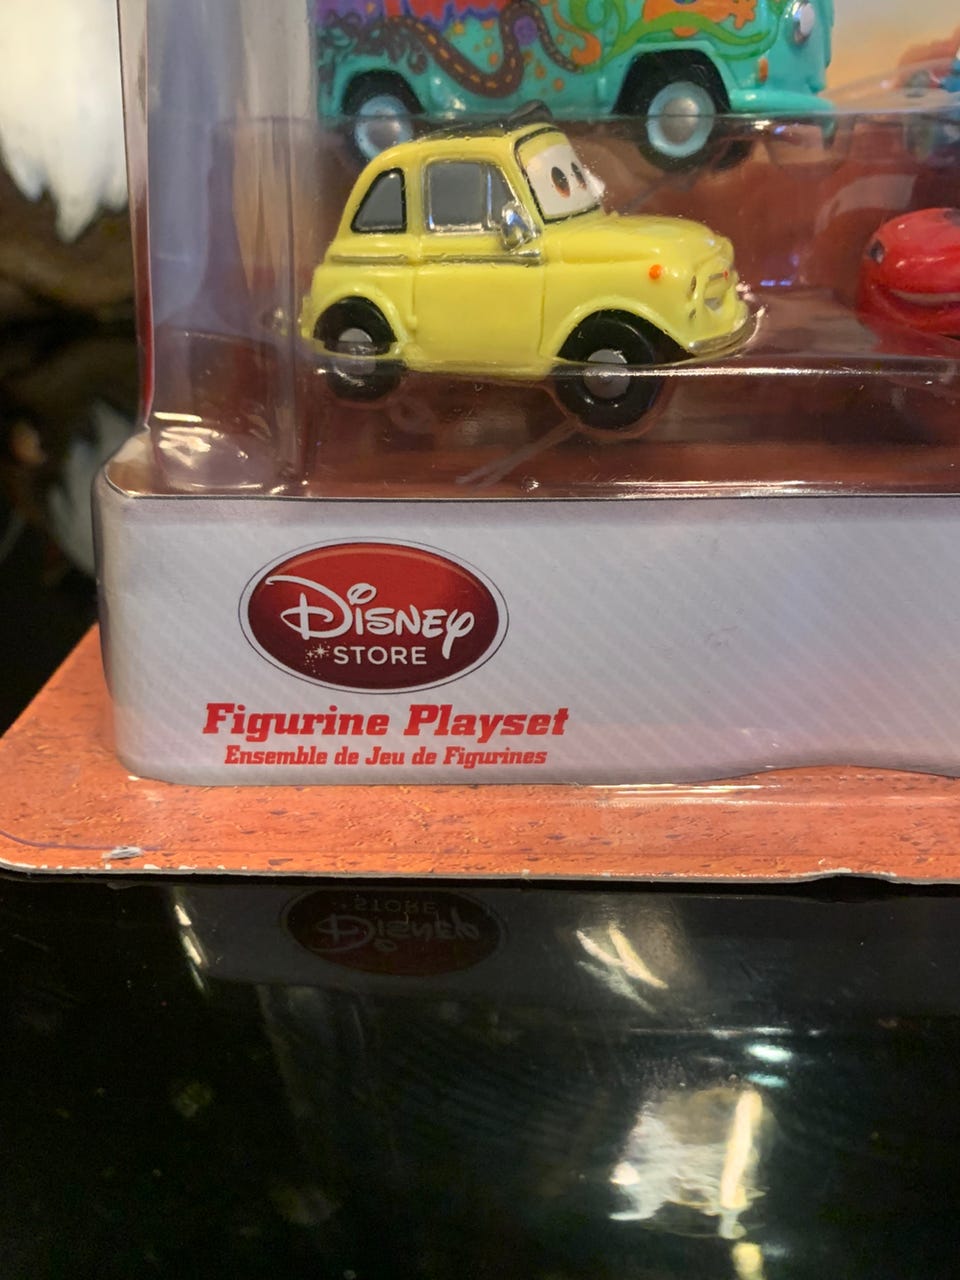 Disney
STORE
Figurine Playset
Ensemble de Jeu de Figurines